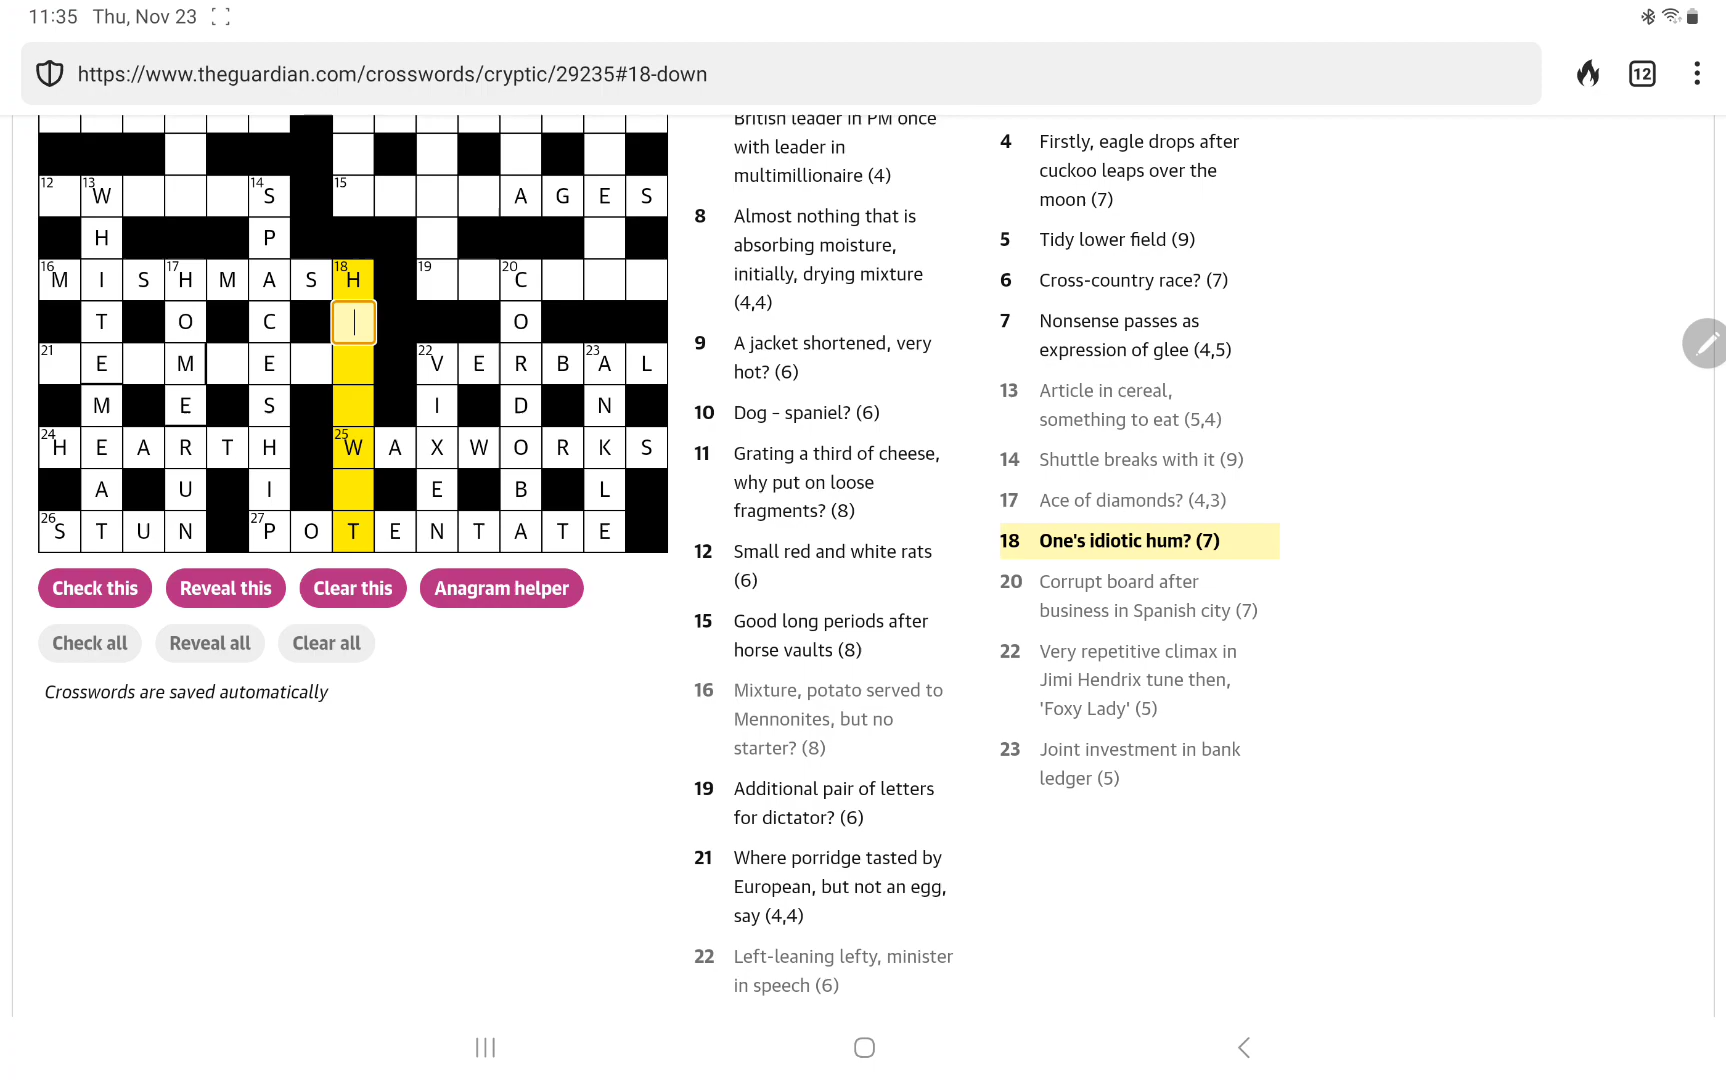 11:35 Thu, Nov 23
https://www.theguardian.com/crosswords/cryptic/29235#18-down
12
12 13 W 14 S 15 A G E S
H P
16 M I S 17 H M A S 18 H 19 20 C
T O C O
21 E M E 22 V E R B 23 A L
M E S I D N
24 H E A R T H 25 W A X W O R K S
A U I E B L
26 S T U N 27 P O T E N T A T E
Check this
Reveal this
Clear this
Anagram helper
Check all
Reveal all
Clear all
Crosswords are saved automatically
British leader in PM once
with leader in
multimillionaire (4)
8 Almost nothing that is
absorbing moisture,
initially, drying mixture
(4,4)
9 A jacket shortened, very
hot? (6)
10 Dog – spaniel? (6)
11 Grating a third of cheese,
why put on loose
fragments? (8)
12 Small red and white rats
(6)
15 Good long periods after
horse vaults (8)
16 Mixture, potato served to
Mennonites, but no
starter? (8)
19 Additional pair of letters
for dictator? (6)
21 Where porridge tasted by
European, but not an egg,
say (4,4)
22 Left-leaning lefty, minister
in speech (6)
4 Firstly, eagle drops after
cuckoo leaps over the
moon (7)
5 Tidy lower field (9)
6 Cross-country race? (7)
7 Nonsense passes as
expression of glee (4,5)
13 Article in cereal,
something to eat (5,4)
14 Shuttle breaks with it (9)
17 Ace of diamonds? (4,3)
18 One's idiotic hum? (7)
20 Corrupt board after
business in Spanish city (7)
22 Very repetitive climax in
Jimi Hendrix tune then,
'Foxy Lady' (5)
23 Joint investment in bank
ledger (5)